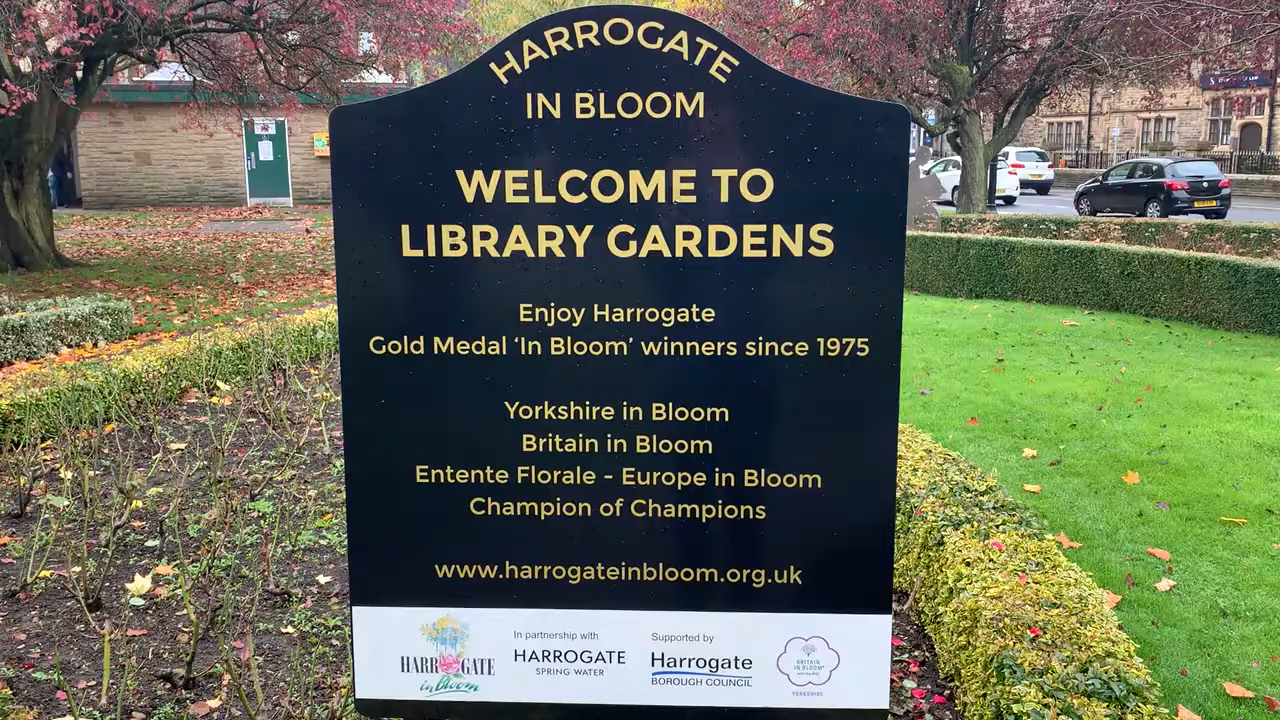 HARROGATE
IN BLOOM
WELCOME TO
LIBRARY GARDENS
Enjoy Harrogate
Gold Medal ‘In Bloom’ winners since 1975
Yorkshire in Bloom
Britain in Bloom
Entente Florale - Europe in Bloom
Champion of Champions
www.harrogateinbloom.org.uk
HARROGATE
in Bloom
In partnership with
HARROGATE
SPRING WATER
Supported by
Harrogate
BOROUGH COUNCIL
BRITAIN
IN BLOOM
YORKSHIRE